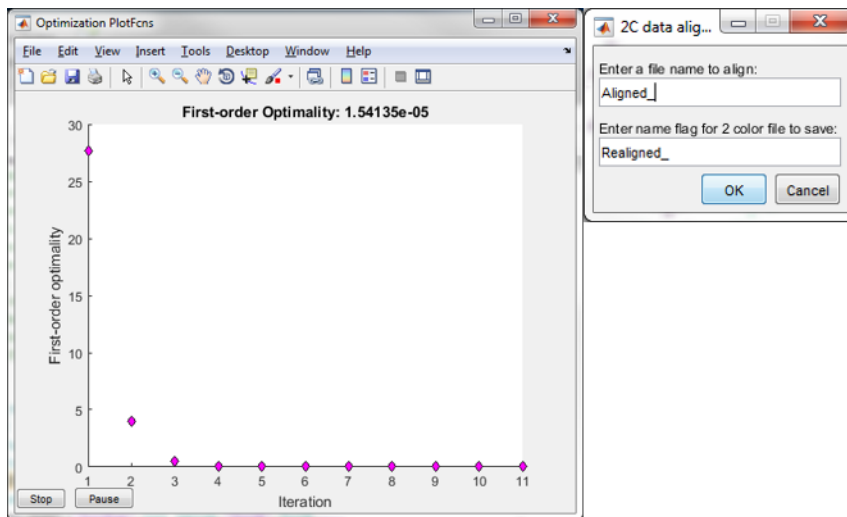 Optimization PlotFcns
File Edit View Insert Tools Desktop Window Help
First-order Optimality: 1.54135e-05
30
25
20
15
10
5
0
First-order optimality
1 2 3 4 5 6 7 8 9 10 11
Iteration
Stop Pause
2C data alig...
Enter a file name to align:
Aligned_
Enter name flag for 2 color file to save:
Realigned_
OK Cancel